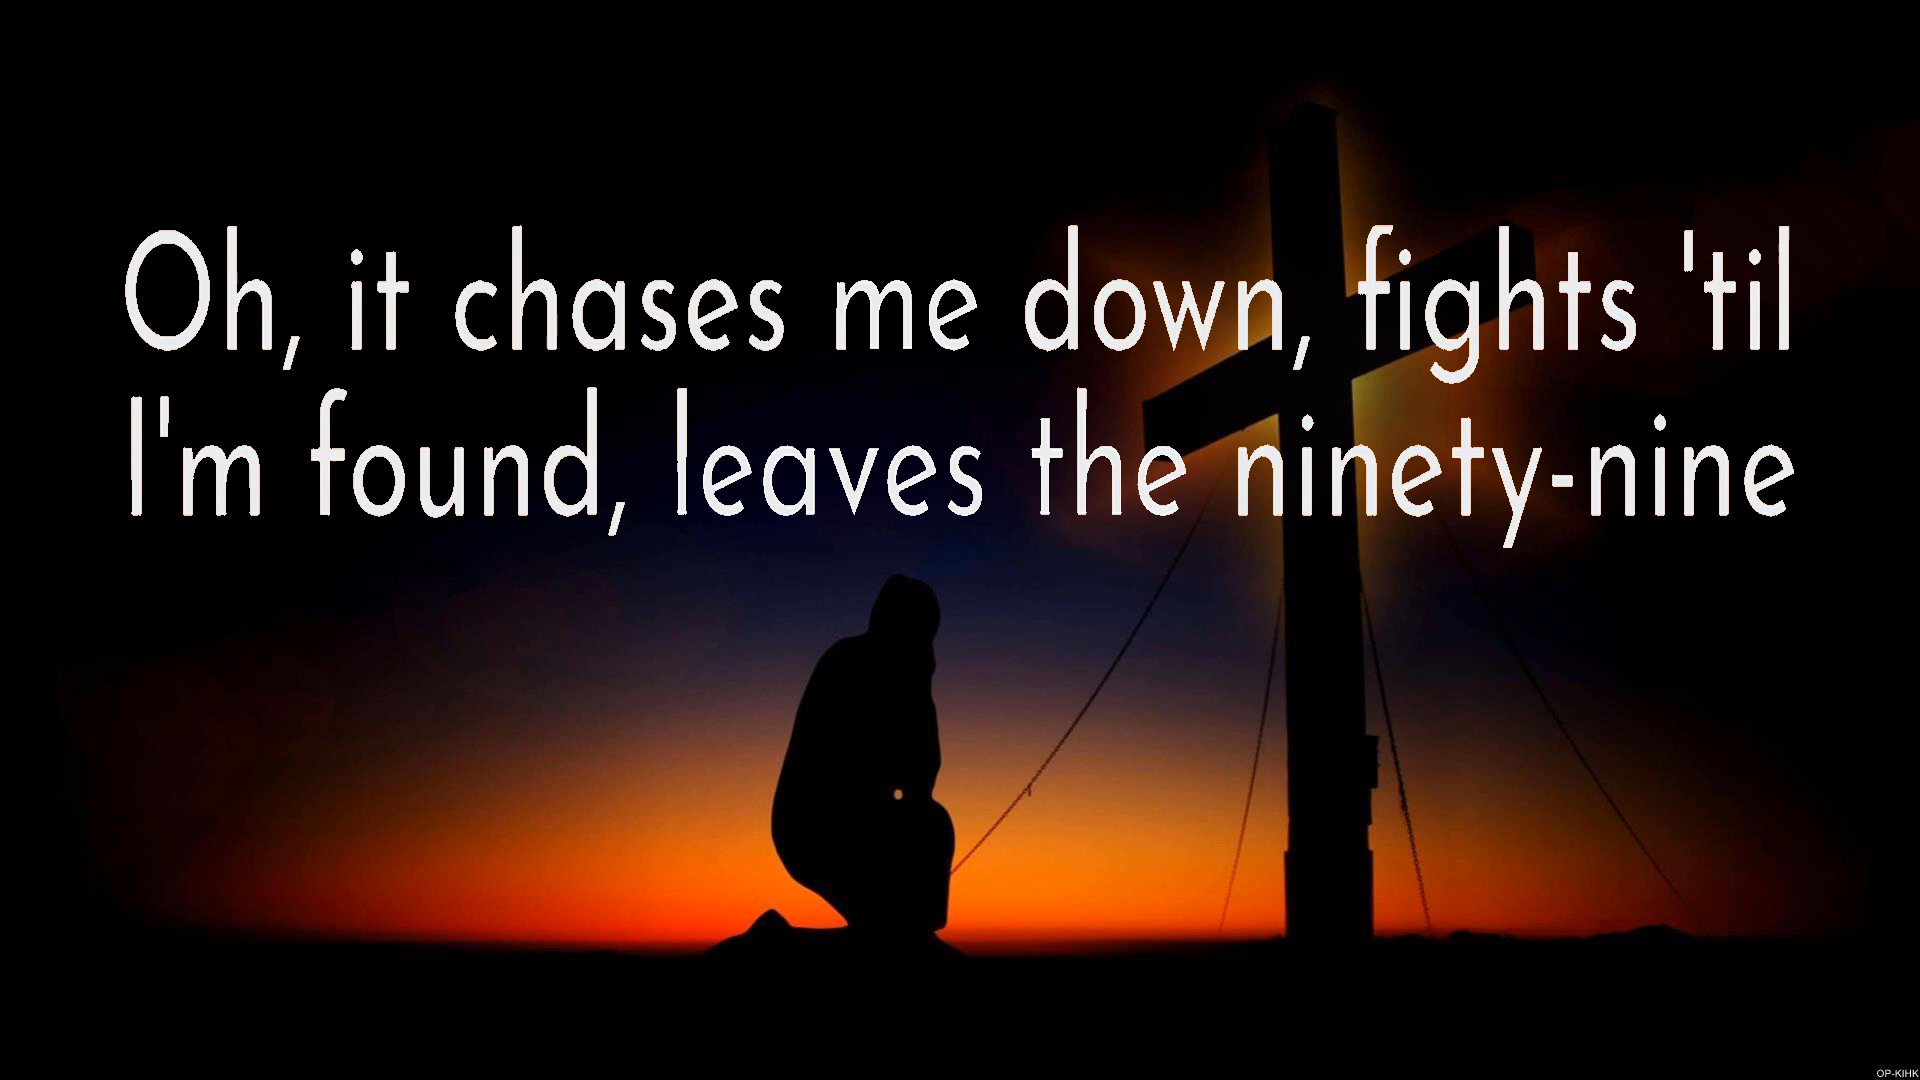 Oh, it chases me down, fights 'til
I'm found, leaves the ninety-nine
OP-KIHK